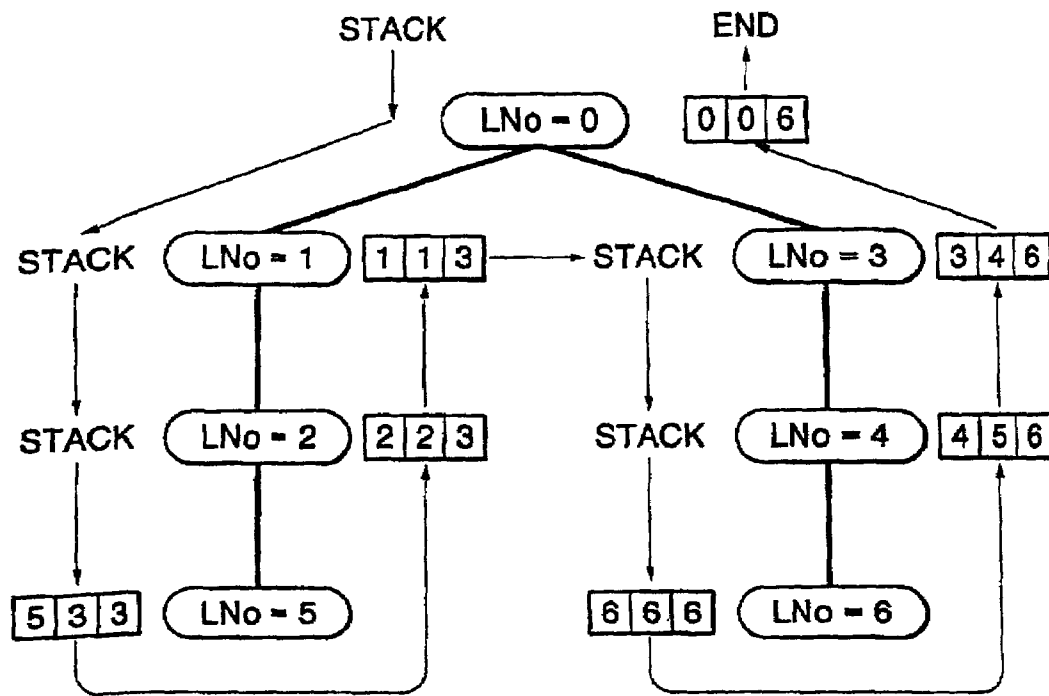 STACK END
LNo = 0 0 0 6
STACK LNo = 1 1 1 3 STACK LNo = 3 3 4 6
STACK LNo = 2 2 2 3 STACK LNo = 4 4 5 6
5 3 3 LNo = 5 6 6 6 LNo = 6